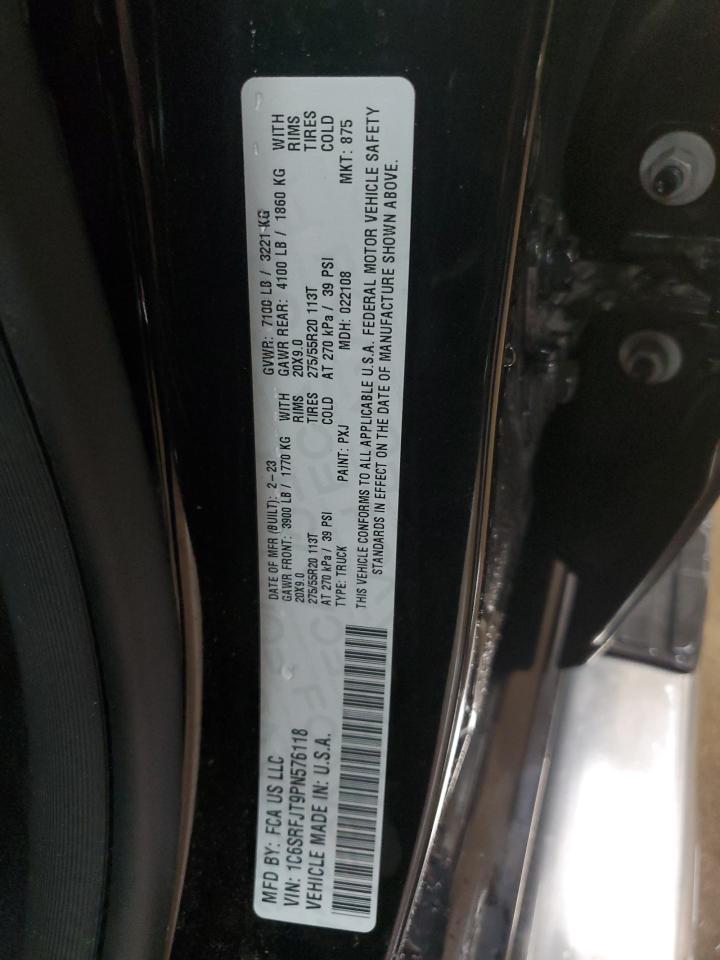 MFD BY: FCA US LLC
VIN: 1C6SRFJT9PN576118
VEHICLE MADE IN: U.S.A.
DATE OF MFR (BUILT): 2-23 GVWR: 7100 LB / 3221 KG
GAWR FRONT: 3900 LB / 1770 KG WITH GAWR REAR: 4100 LB / 1860 KG WITH
20X9.0 RIMS 20X9.0 RIMS
275/55R20 113T TIRES 275/55R20 113T TIRES
AT 270 kPa / 39 PSI COLD AT 270 kPa / 39 PSI COLD
TYPE: TRUCK PAINT: PXJ MDH: 022108 MKT: 875
THIS VEHICLE CONFORMS TO ALL APPLICABLE U.S.A. FEDERAL MOTOR VEHICLE SAFETY
STANDARDS IN EFFECT ON THE DATE OF MANUFACTURE SHOWN ABOVE.